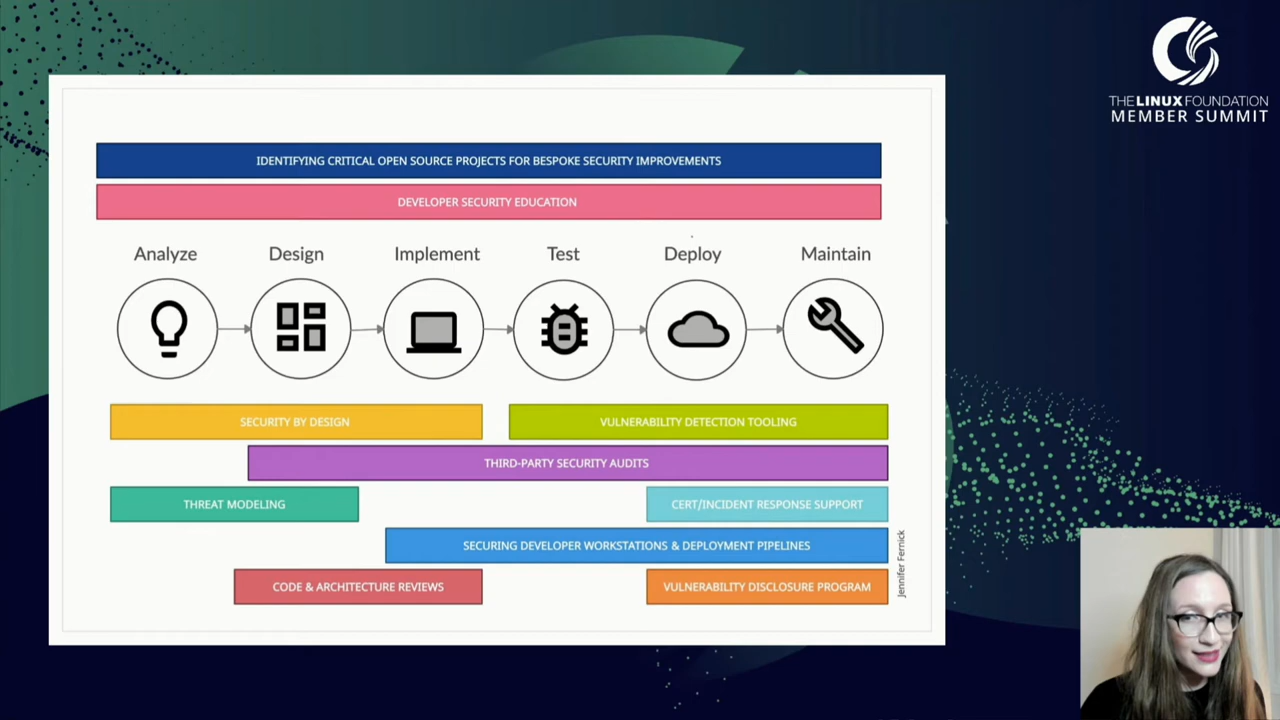 THE LINUX FOUNDATION
MEMBER SUMMIT
IDENTIFYING CRITICAL OPEN SOURCE PROJECTS FOR BESPOKE SECURITY IMPROVEMENTS
DEVELOPER SECURITY EDUCATION
Analyze Design Implement Test Deploy Maintain
SECURITY BY DESIGN VULNERABILITY DETECTION TOOLING
THIRD-PARTY SECURITY AUDITS
THREAT MODELING CERT/INCIDENT RESPONSE SUPPORT
SECURING DEVELOPER WORKSTATIONS & DEPLOYMENT PIPELINES
CODE & ARCHITECTURE REVIEWS VULNERABILITY DISCLOSURE PROGRAM
Jennifer Fernick